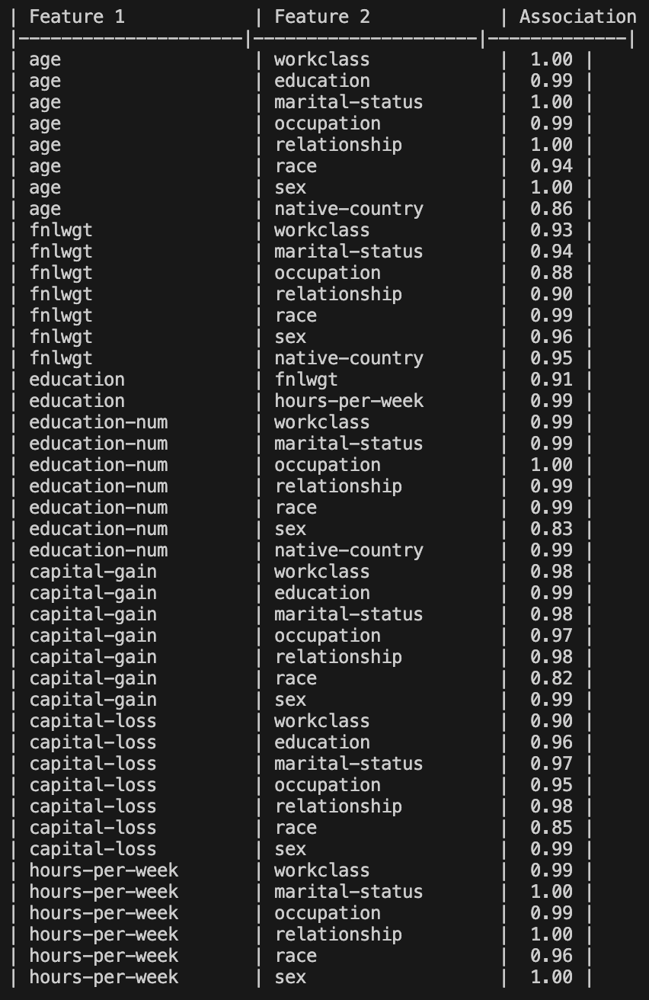 | Feature 1 | Feature 2 | Association
|---------------------|---------------------|-------------|
| age | workclass | 1.00 |
| age | education | 0.99 |
| age | marital-status | 1.00 |
| age | occupation | 0.99 |
| age | relationship | 1.00 |
| age | race | 0.94 |
| age | sex | 1.00 |
| age | native-country | 0.86 |
| fnlwgt | workclass | 0.93 |
| fnlwgt | marital-status | 0.94 |
| fnlwgt | occupation | 0.88 |
| fnlwgt | relationship | 0.90 |
| fnlwgt | race | 0.99 |
| fnlwgt | sex | 0.96 |
| fnlwgt | native-country | 0.95 |
| education | fnlwgt | 0.91 |
| education | hours-per-week | 0.99 |
| education-num | workclass | 0.99 |
| education-num | marital-status | 0.99 |
| education-num | occupation | 1.00 |
| education-num | relationship | 0.99 |
| education-num | race | 0.99 |
| education-num | sex | 0.83 |
| education-num | native-country | 0.99 |
| capital-gain | workclass | 0.98 |
| capital-gain | education | 0.99 |
| capital-gain | marital-status | 0.98 |
| capital-gain | occupation | 0.97 |
| capital-gain | relationship | 0.98 |
| capital-gain | race | 0.82 |
| capital-gain | sex | 0.99 |
| capital-loss | workclass | 0.90 |
| capital-loss | education | 0.96 |
| capital-loss | marital-status | 0.97 |
| capital-loss | occupation | 0.95 |
| capital-loss | relationship | 0.98 |
| capital-loss | race | 0.85 |
| capital-loss | sex | 0.99 |
| hours-per-week | workclass | 0.99 |
| hours-per-week | marital-status | 1.00 |
| hours-per-week | occupation | 0.99 |
| hours-per-week | relationship | 1.00 |
| hours-per-week | race | 0.96 |
| hours-per-week | sex | 1.00 |